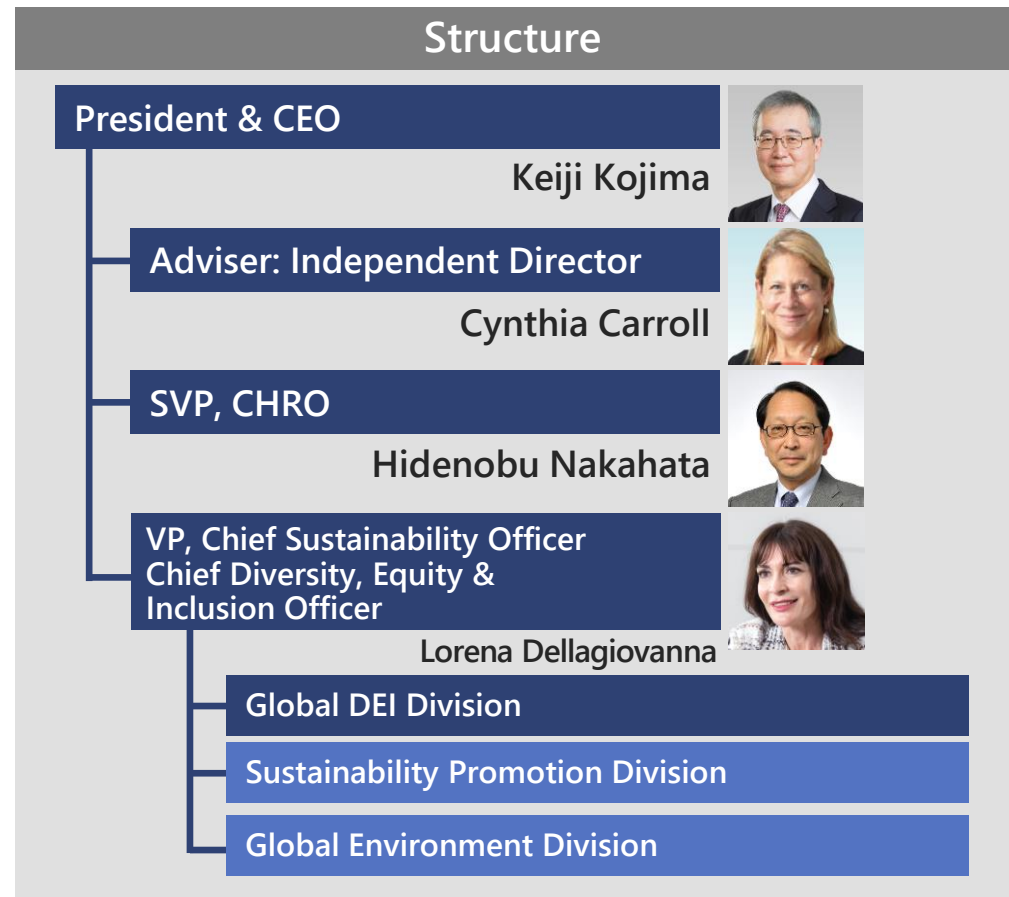 Structure
President & CEO
Keiji Kojima
Adviser: Independent Director
Cynthia Carroll
SVP, CHRO
Hidenobu Nakahata
VP, Chief Sustainability Officer
Chief Diversity, Equity &
Inclusion Officer
Lorena Dellagiovanna
Global DEI Division
Sustainability Promotion Division
Global Environment Division